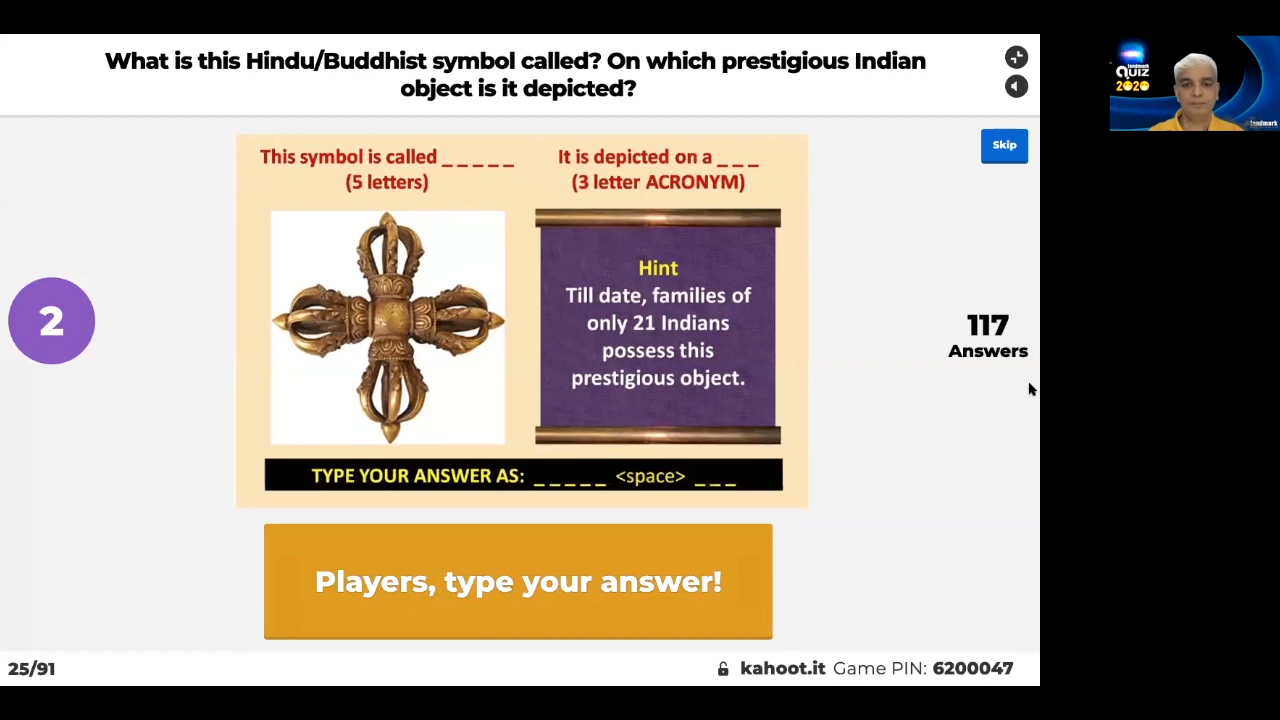 What is this Hindu/Buddhist symbol called? On which prestigious Indian
object is it depicted?
Skip
This symbol is called _ _ _ _ _
(5 letters)
It is depicted on a _ _ _
(3 letter ACRONYM)
Hint
Till date, families of
only 21 Indians
possess this
prestigious object.
2
117
Answers
TYPE YOUR ANSWER AS: _ _ _ _ _ <space> _ _ _
Players, type your answer!
25/91
kahoot.it Game PIN: 6200047
landmark
QUIZ
2020
landmark